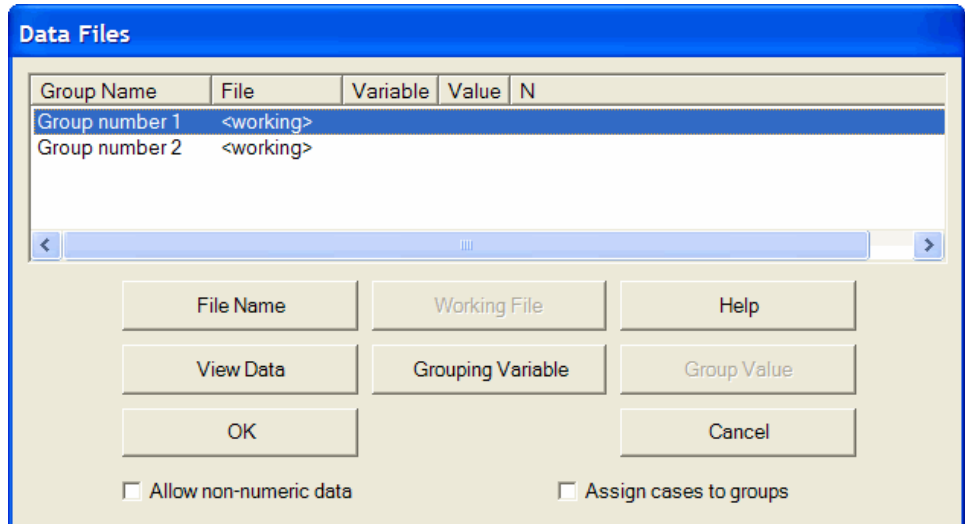 Data Files
Group Name File Variable Value N
Group number 1 <working>
Group number 2 <working>
File Name Working File Help
View Data Grouping Variable Group Value
OK Cancel
Allow non-numeric data Assign cases to groups